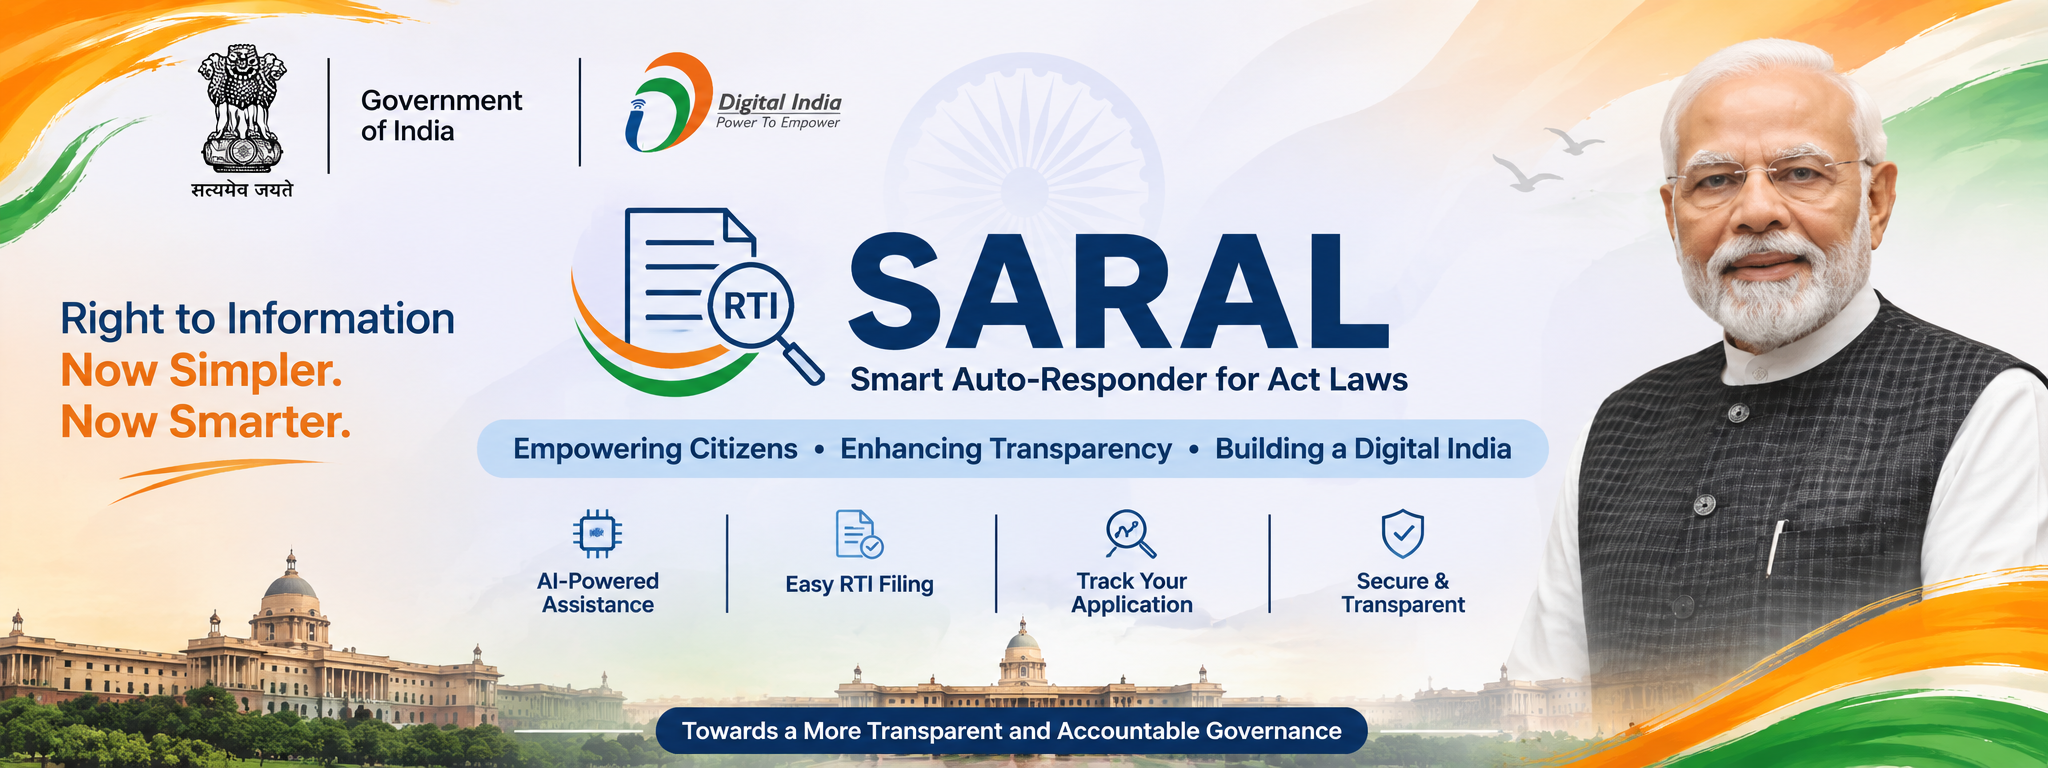 सत्यमेव जयते
Government
of India
Digital India
Power To Empower
Right to Information
Now Simpler.
Now Smarter.
RTI
SARAL
Smart Auto-Responder for Act Laws
Empowering Citizens • Enhancing Transparency • Building a Digital India
AI-Powered
Assistance
Easy RTI Filing
Track Your
Application
Secure &
Transparent
Towards a More Transparent and Accountable Governance